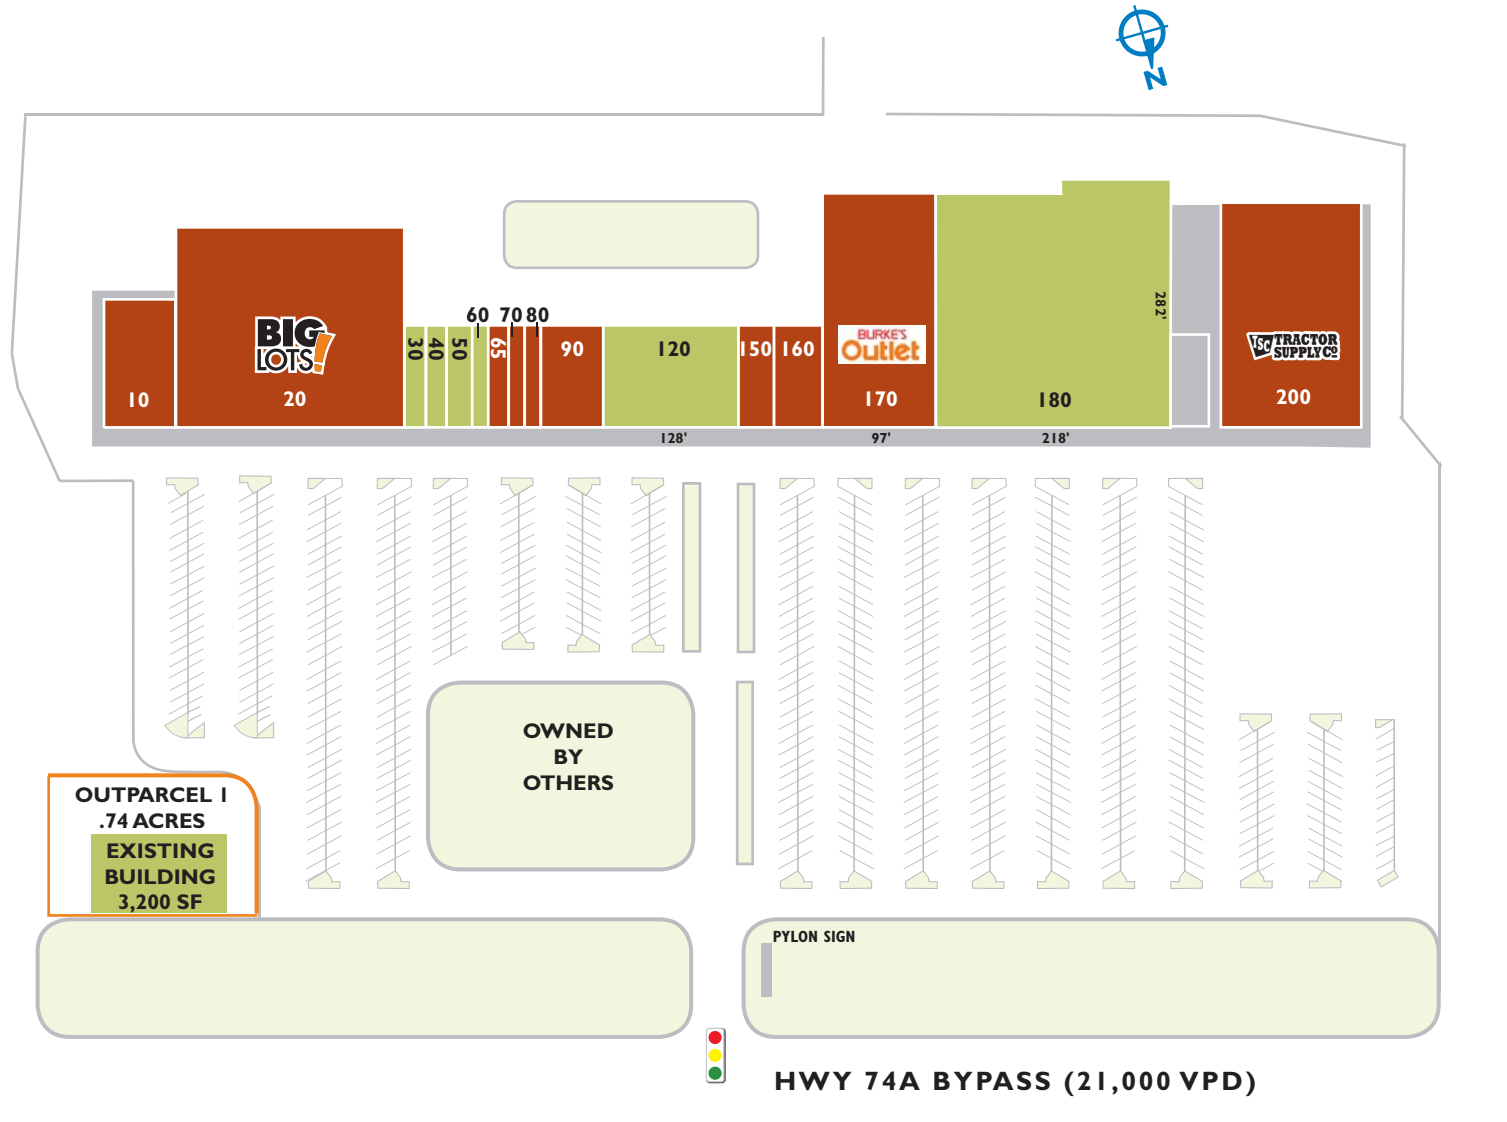 N
60
70
80
BIG
LOTS!
30
40
50
65
90
120
150
160
BURKE'S
Outlet
282'
TSC TRACTOR
SUPPLY CO
10
20
170
180
200
128'
97'
218'
OWNED
BY
OTHERS
OUTPARCEL 1
.74 ACRES
EXISTING
BUILDING
3,200 SF
PYLON SIGN
HWY 74A BYPASS (21,000 VPD)